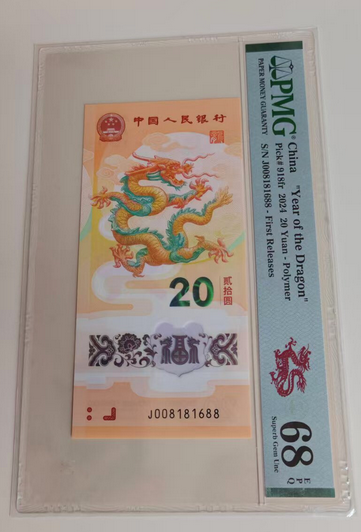 中国人民银行
20
贰拾圆
J008181688
PMG
PAPER MONEY GUARANTY
China "Year of the Dragon"
Pick# 918fr 2024 20 Yuan - Polymer
S/N J008181688 - First Releases
68 EPQ
Superb Gem Unc